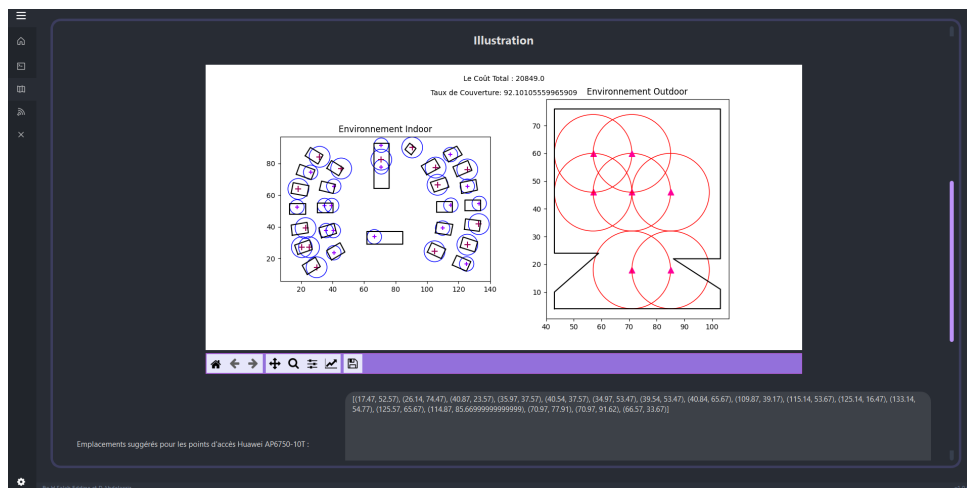 Illustration
Le Coût Total : 20849.0
Taux de Couverture: 92.10105559965909
Environnement Outdoor
Environnement Indoor
80
60
40
20
20 40 60 80 100 120 140
70
60
50
40
30
20
10
40 50 60 70 80 90 100
[(17.47, 52.57), (26.14, 74.47), (40.87, 23.57), (35.97, 37.57), (40.54, 37.57), (34.97, 53.47), (39.54, 53.47), (40.84, 65.67), (109.87, 39.17), (115.14, 53.67), (125.14, 16.47), (133.14,
54.77), (125.57, 65.67), (114.87, 85.66999999999999), (70.97, 77.91), (70.97, 91.62), (66.57, 33.67)]
Emplacements suggérés pour les points d'accés Huawei AP6750-10T :